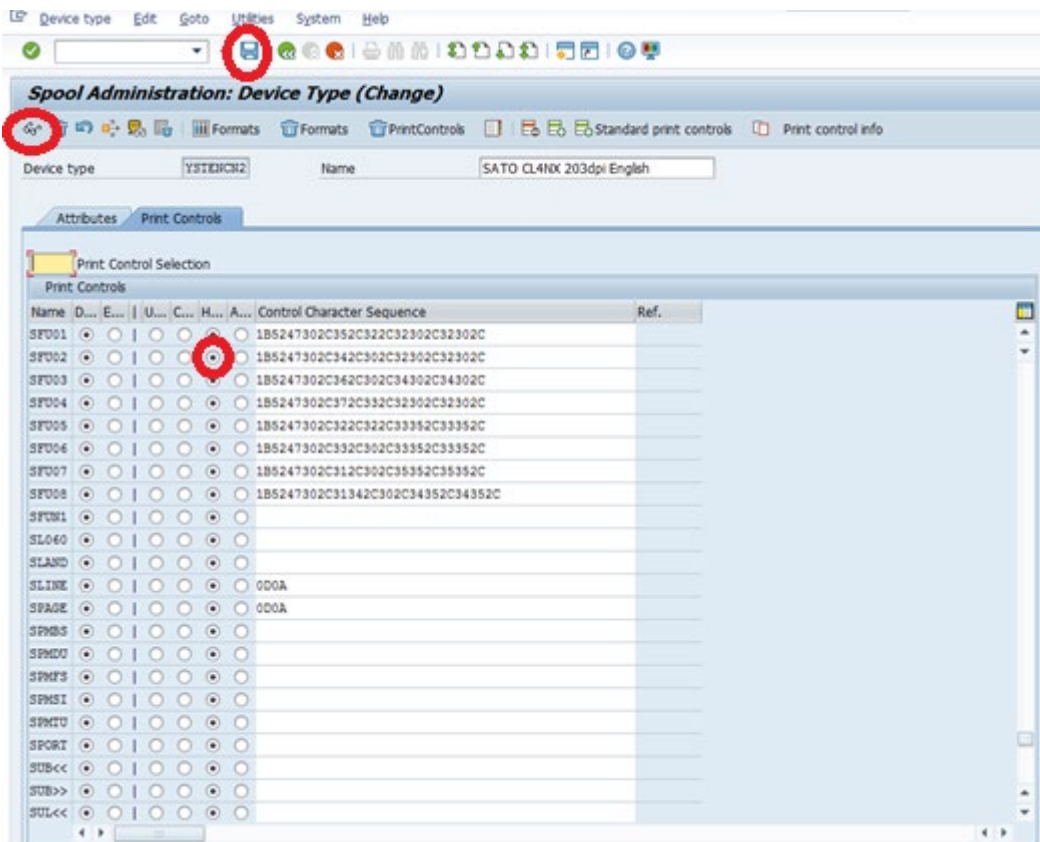 Device type Edit Goto Utilities System Help
Spool Administration: Device Type (Change)
Formats Formats PrintControls Standard print controls Print control info
Device type YSTENCN2 Name SATO CL4NX 203dpi English
Attributes Print Controls
Print Control Selection
Print Controls
Name D... E... | U... C... H... A... Control Character Sequence Ref.
SFU01 | 1B5247302C352C322C32302C32302C
SFU02 | 1B5247302C342C302C32302C32302C
SFU03 | 1B5247302C362C302C34302C34302C
SFU04 | 1B5247302C372C332C32302C32302C
SFU05 | 1B5247302C322C322C33352C33352C
SFU06 | 1B5247302C332C302C33352C33352C
SFU07 | 1B5247302C312C302C35352C35352C
SFU08 | 1B5247302C31342C302C34352C34352C
SFUN1 |
SL060 |
SLAND |
SLINE | 0D0A
SPAGE | 0D0A
SPMBS |
SPMDU |
SPMFS |
SPMSI |
SPMTU |
SPORT |
SUB<< |
SUB>> |
SUL<< |